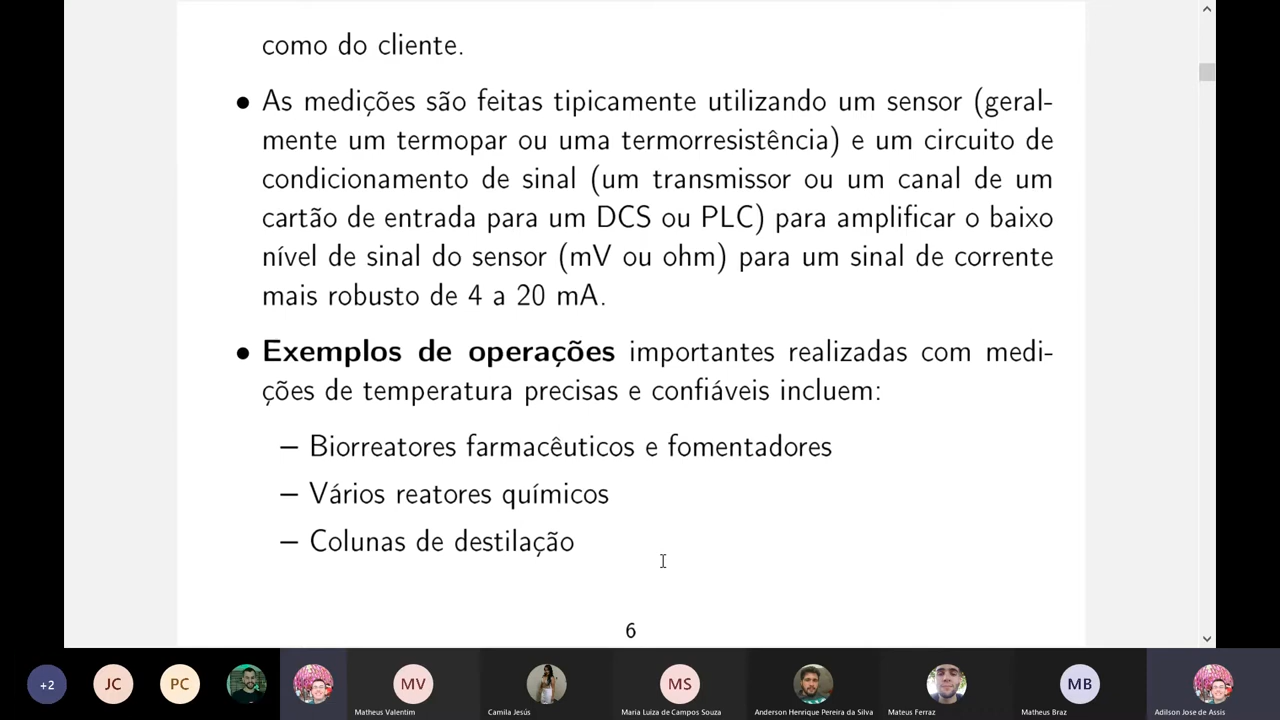 como do cliente.
• As medições são feitas tipicamente utilizando um sensor (geral-
mente um termopar ou uma termorresistência) e um circuito de
condicionamento de sinal (um transmissor ou um canal de um
cartão de entrada para um DCS ou PLC) para amplificar o baixo
nível de sinal do sensor (mV ou ohm) para um sinal de corrente
mais robusto de 4 a 20 mA.
• Exemplos de operações importantes realizadas com medi-
ções de temperatura precisas e confiáveis incluem:
– Biorreatores farmacêuticos e fomentadores
– Vários reatores químicos
– Colunas de destilação
6
+2 JC PC MV MS MB
Matheus Valentim Camila Jesús Maria Luiza de Campos Souza Anderson Henrique Pereira da Silva Mateus Ferraz Matheus Braz Adilson Jose de Assis